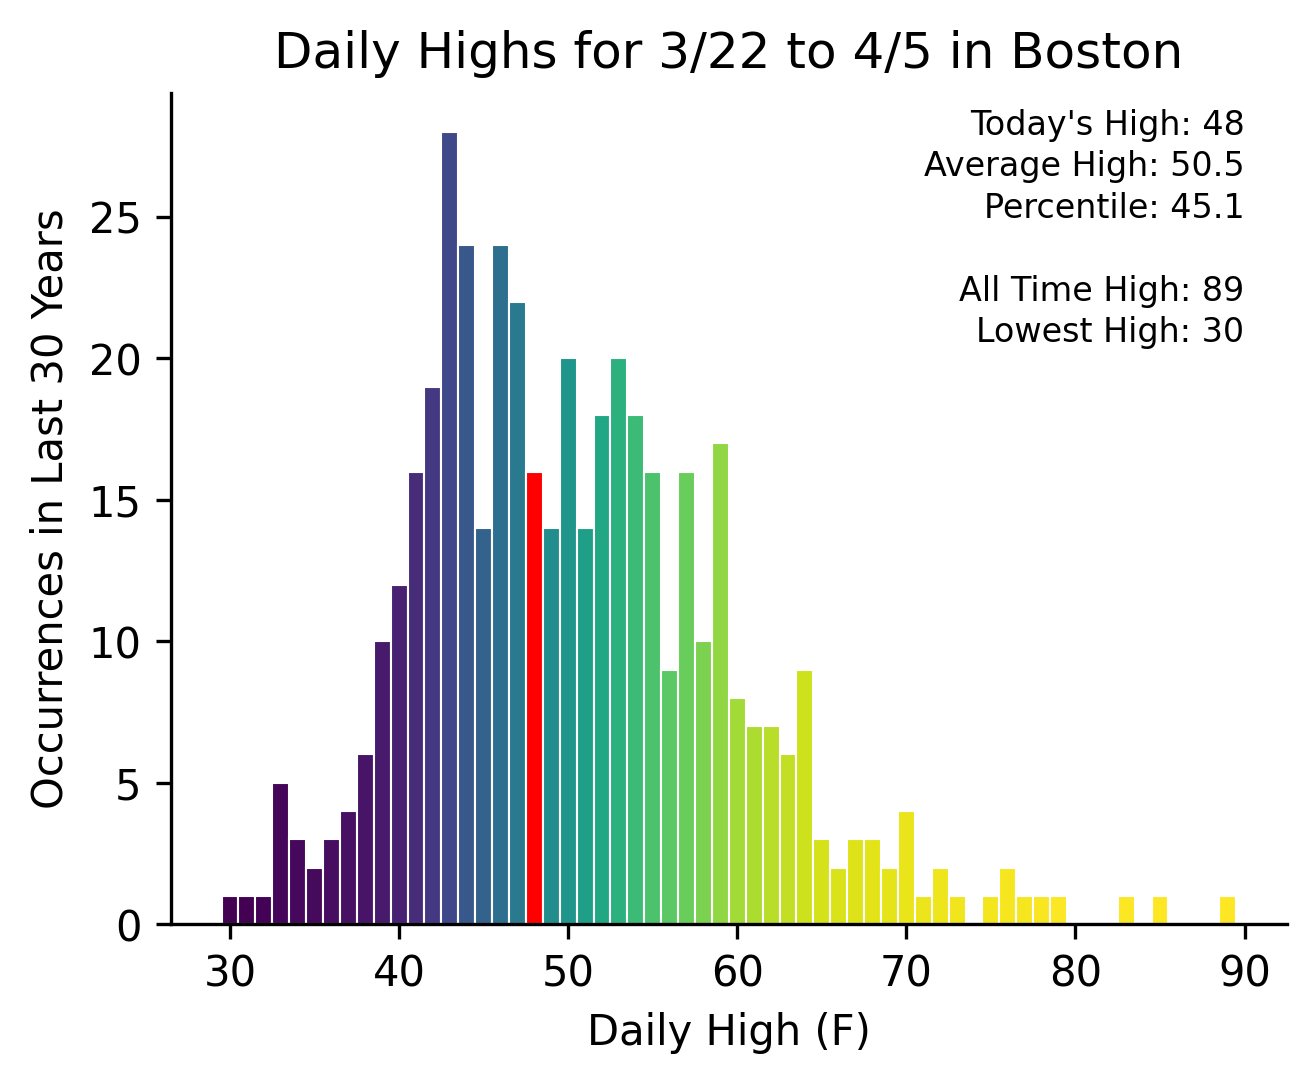 Daily Highs for 3/22 to 4/5 in Boston
Today's High: 48
Average High: 50.5
Percentile: 45.1
All Time High: 89
Lowest High: 30
Occurrences in Last 30 Years
25
20
15
10
5
0
30 40 50 60 70 80 90
Daily High (F)